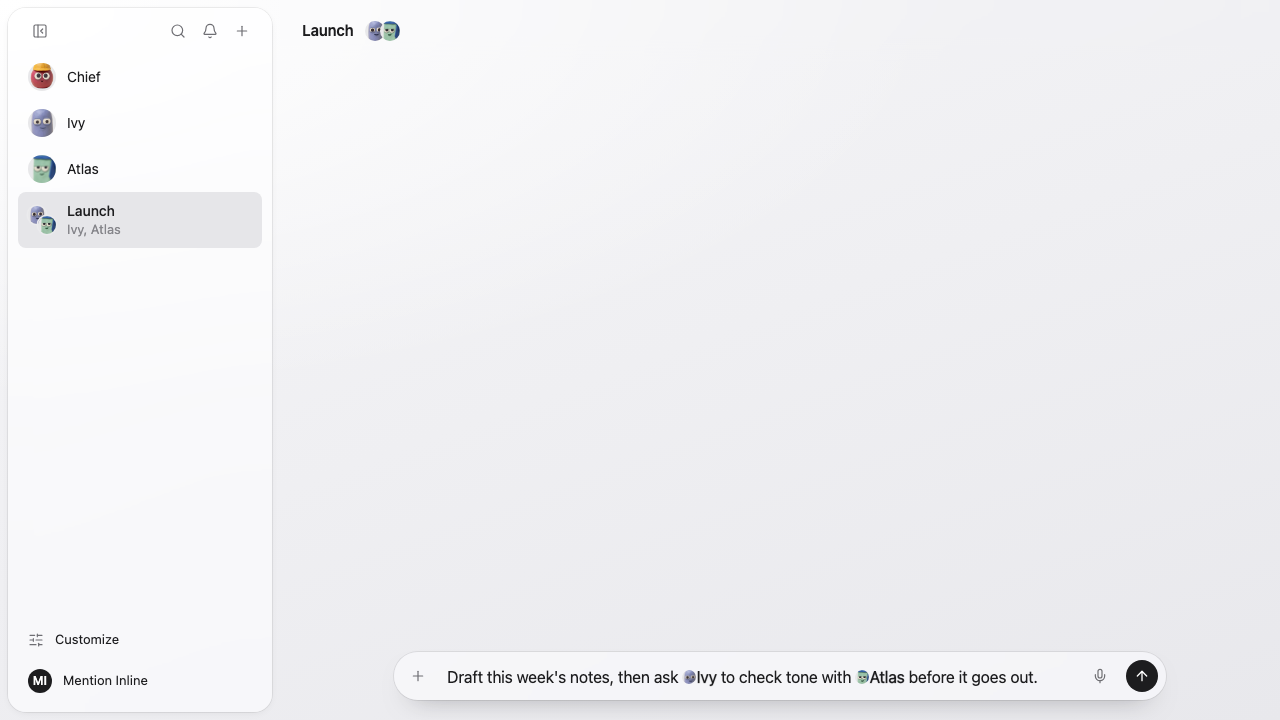 Chief
Ivy
Atlas
Launch
Ivy, Atlas
Customize
MI
Mention Inline
Launch
Draft this week's notes, then ask Ivy to check tone with Atlas before it goes out.